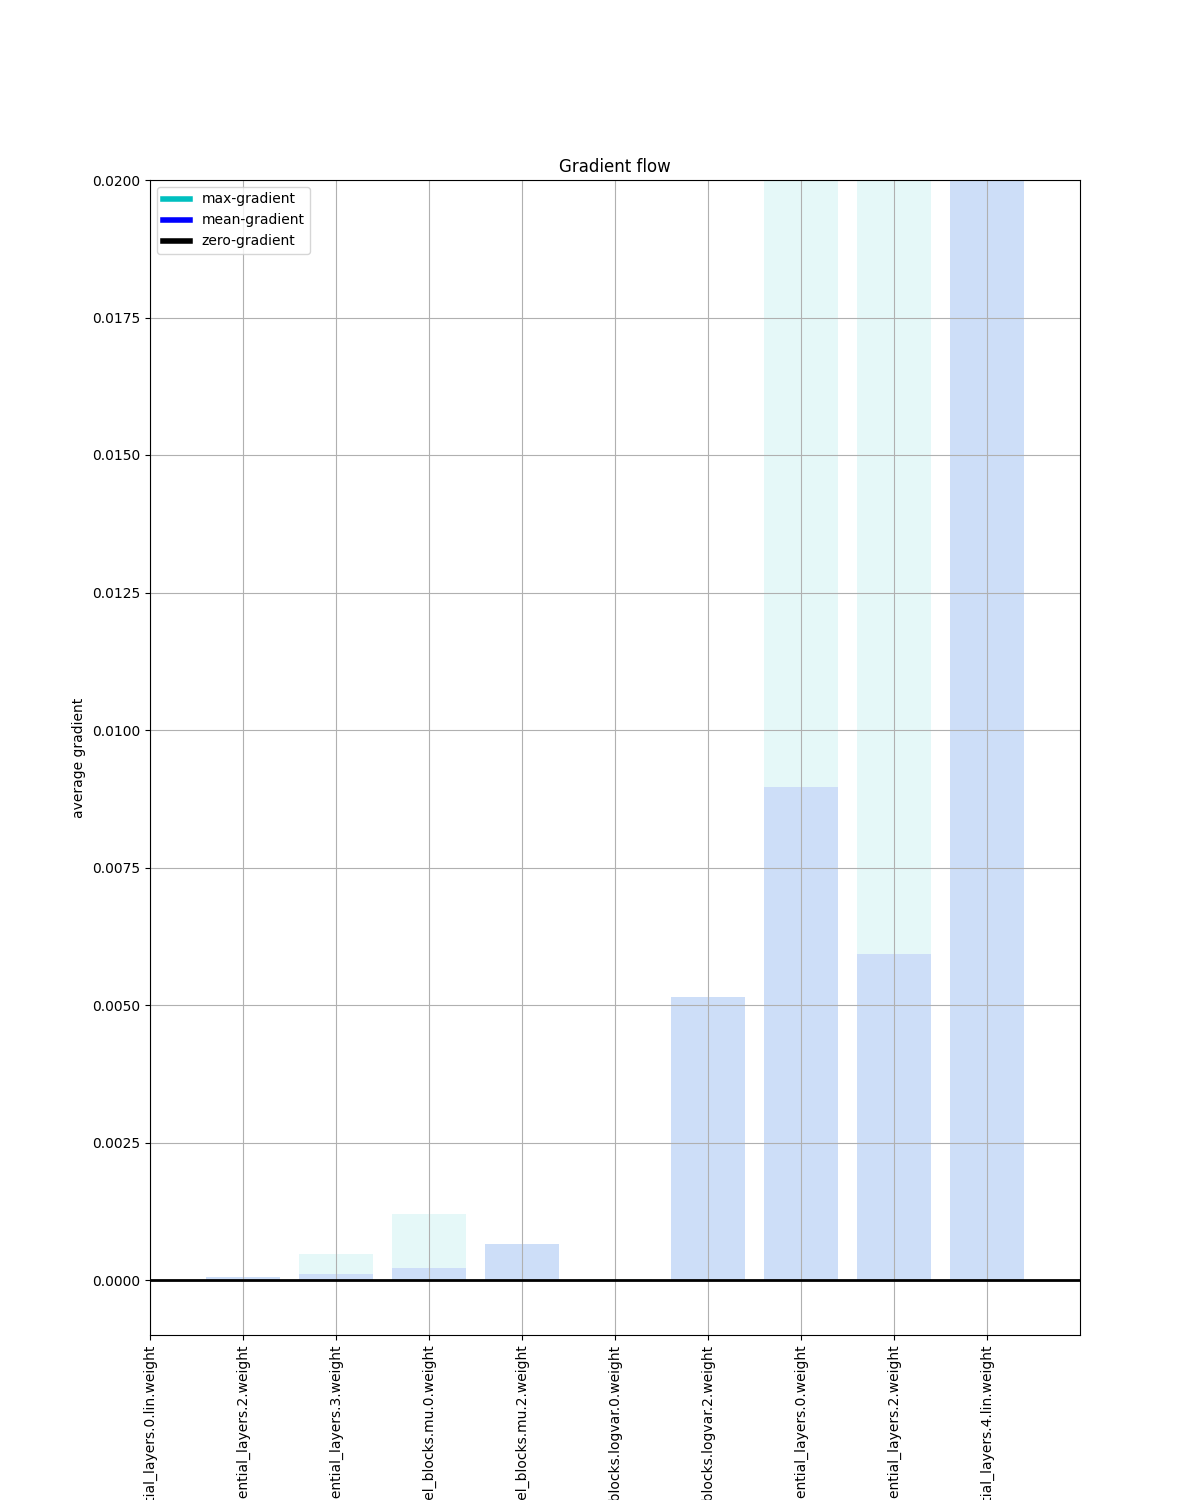 Gradient flow
max-gradient
mean-gradient
zero-gradient
0.0200
0.0175
0.0150
0.0125
0.0100
0.0075
0.0050
0.0025
0.0000
average gradient
tial_layers.0.lin.weight
ential_layers.2.weight
ential_layers.3.weight
el_blocks.mu.0.weight
el_blocks.mu.2.weight
blocks.logvar.0.weight
blocks.logvar.2.weight
ential_layers.0.weight
ential_layers.2.weight
tial_layers.4.lin.weight